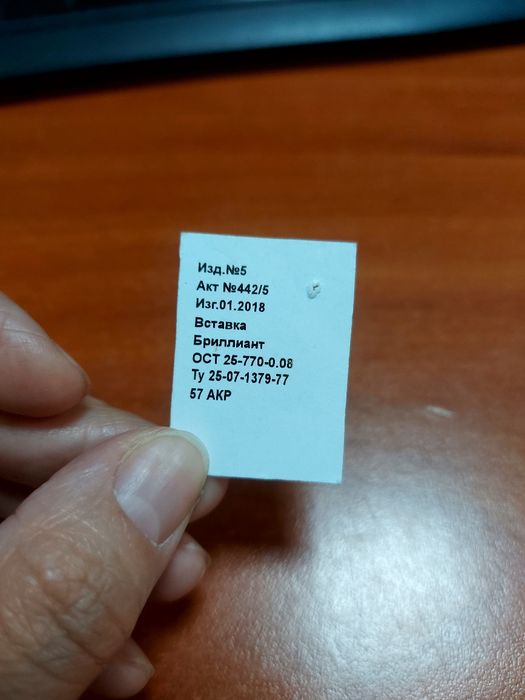 Изд.№5
Акт №442/5
Изг.01.2018
Вставка
Бриллиант
ОСТ 25-770-0.08
Ту 25-07-1379-77
57 АКР